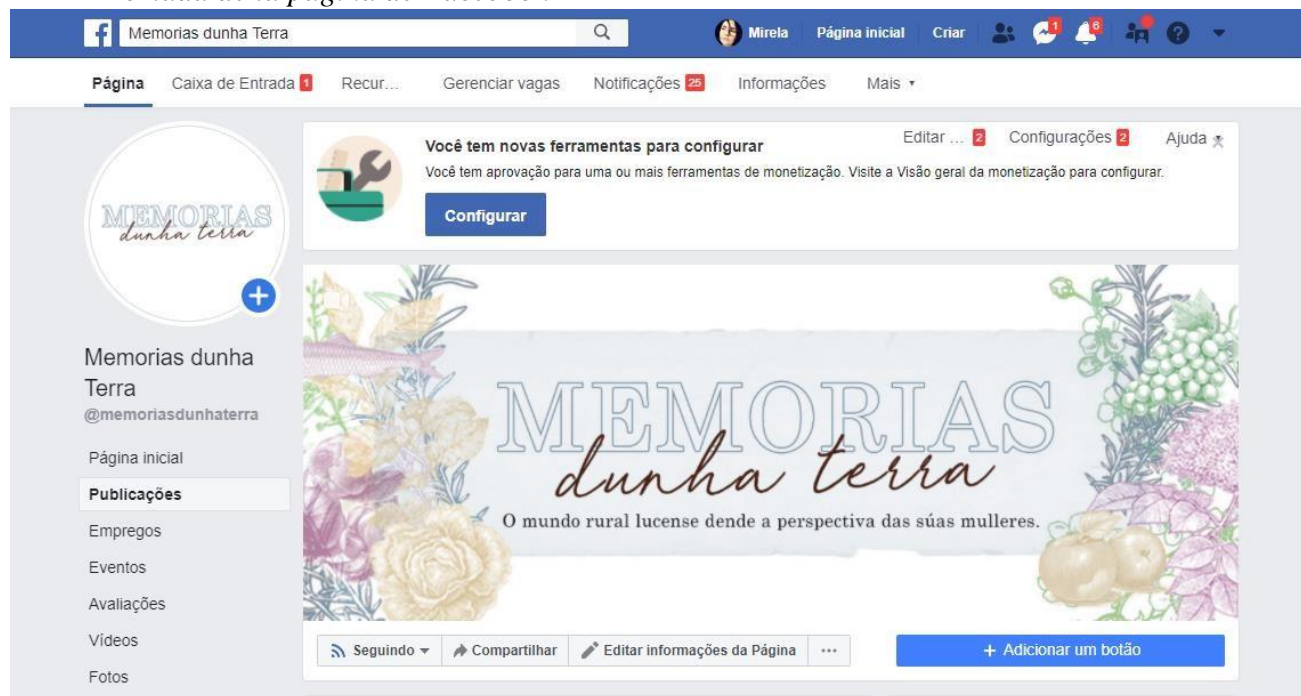 Memorias dunha Terra
Mirela Página inicial Criar 1 6
Página Caixa de Entrada 1 Recur... Gerenciar vagas Notificações 25 Informações Mais
Editar ... 2 Configurações 2 Ajuda
Você tem novas ferramentas para configurar
Você tem aprovação para uma ou mais ferramentas de monetização. Visite a Visão geral da monetização para configurar.
Configurar
MEMORIAS
dunha terra
Memorias dunha
Terra
@memoriasdunhaterra
Página inicial
Publicações
Empregos
Eventos
Avaliações
Vídeos
Fotos
MEMORIAS
dunha terra
O mundo rural lucense dende a perspectiva das súas mulleres.
Seguindo Compartilhar Editar informações da Página ...
+ Adicionar um botão